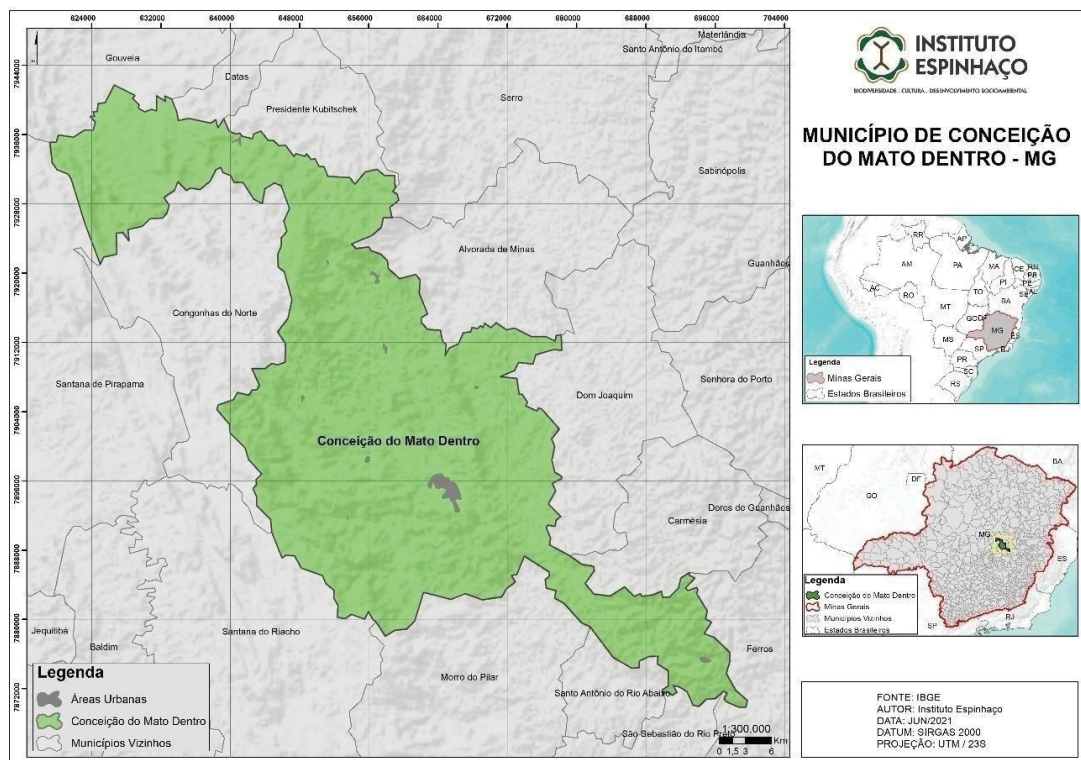 624000 632000 640000 648000 656000 664000 672000 680000 688000 696000 704000
7944000
7936000
7928000
7920000
7912000
7904000
7896000
7888000
7880000
7872000
Materlândia
Santo Antônio do Itambé
Gouveia
Datas
Presidente Kubitschek
Serro
Sabinópolis
Alvorada de Minas
Guanhães
Congonhas do Norte
Santana de Pirapama
Senhora do Porto
Dom Joaquim
Conceição do Mato Dentro
Dores de Guanhães
Carmésia
Jequitibá
Baldim
Santana do Riacho
Morro do Pilar
Ferros
Santo Antônio do Rio Abaixo
São Sebastião do Rio Preto
Legenda
Áreas Urbanas
Conceição do Mato Dentro
Municípios Vizinhos
1:300.000
Km
0 1,5 3 6
INSTITUTO
ESPINHAÇO
BIODIVERSIDADE . CULTURA . DESENVOLVIMENTO SOCIOAMBIENTAL
MUNICÍPIO DE CONCEIÇÃO
DO MATO DENTRO - MG
RR AP
AM PA MA CE RN
PB
PI PE
AC RO TO AL
SE
MT BA
GO DF
MG
MS ES
SP RJ
PR
SC
RS
Legenda
Minas Gerais
Estados Brasileiros
MT BA
DF
GO
MG
ES
SP RJ
Legenda
Conceição do Mato Dentro
Minas Gerais
Municípios Vizinhos
Estados Brasileiros
FONTE: IBGE
AUTOR: Instituto Espinhaço
DATA: JUN/2021
DATUM: SIRGAS 2000
PROJEÇÃO: UTM / 23S